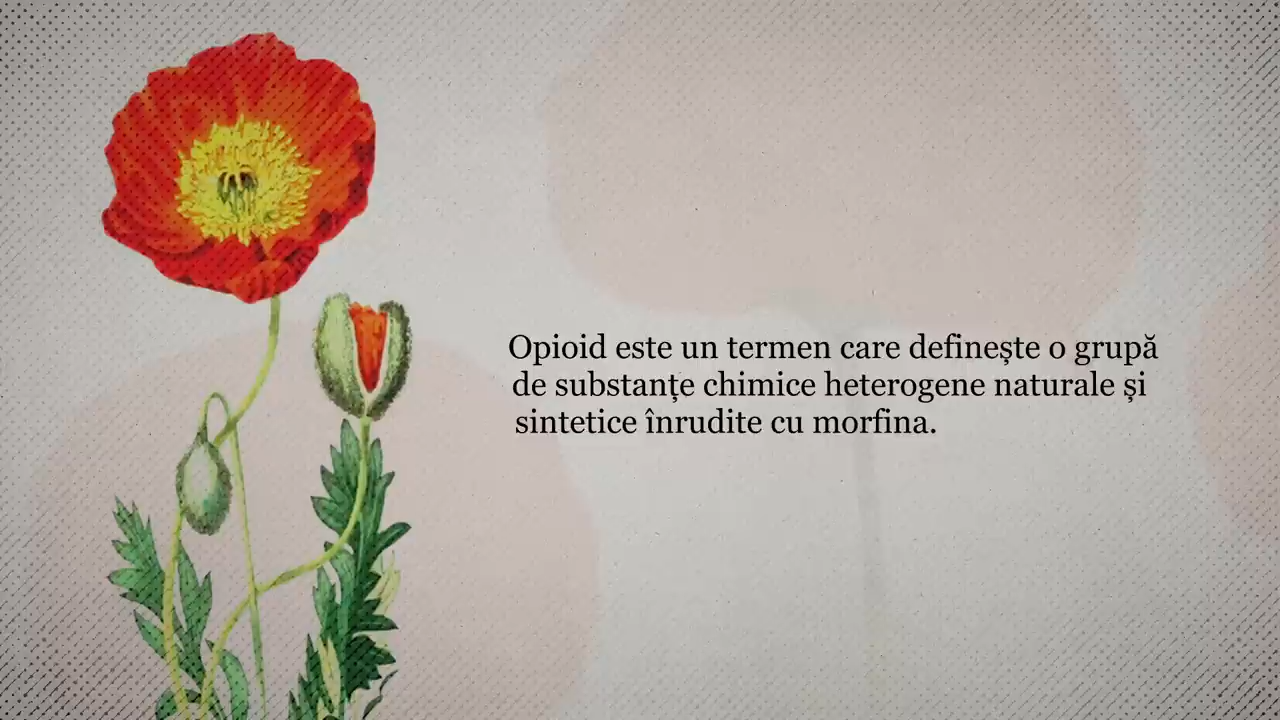 Opioid este un termen care definește o grupă
de substanțe chimice heterogene naturale și
sintetice înrudite cu morfina.